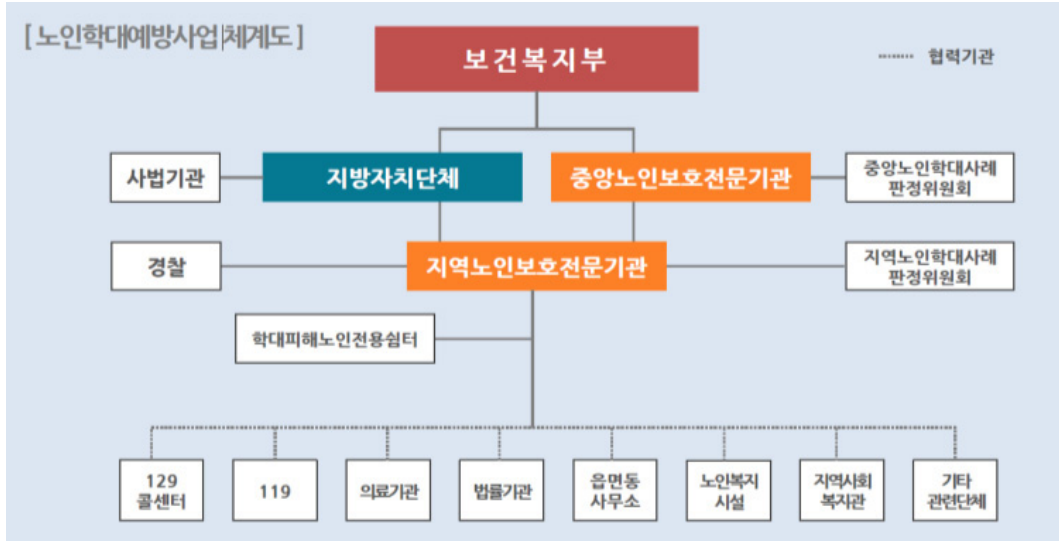 [노인학대예방사업체계도]
보건복지부
협력기관
사법기관
지방자치단체
중앙노인보호전문기관
중앙노인학대사례
판정위원회
경찰
지역노인보호전문기관
지역노인학대사례
판정위원회
학대피해노인전용쉼터
129
콜센터
119
의료기관
법률기관
읍면동
사무소
노인복지
시설
지역사회
복지관
기타
관련단체